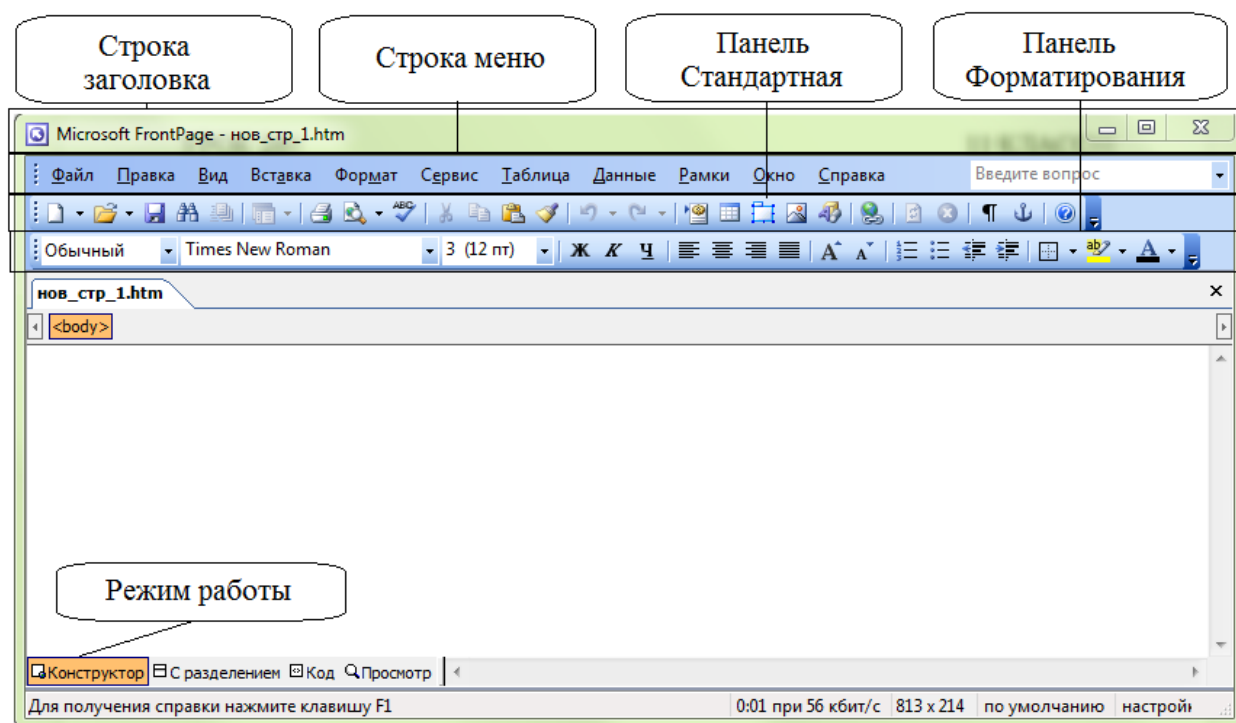 Строка
заголовка
Строка меню
Панель
Стандартная
Панель
Форматирования
Microsoft FrontPage - нов_стр_1.htm
Файл Правка Вид Вставка Формат Сервис Таблица Данные Рамки Окно Справка Введите вопрос
Обычный Times New Roman 3 (12 пт) Ж К Ч
нов_стр_1.htm
<body>
Режим работы
Конструктор С разделением Код Просмотр
Для получения справки нажмите клавишу F1 0:01 при 56 кбит/с 813 x 214 по умолчанию настрой